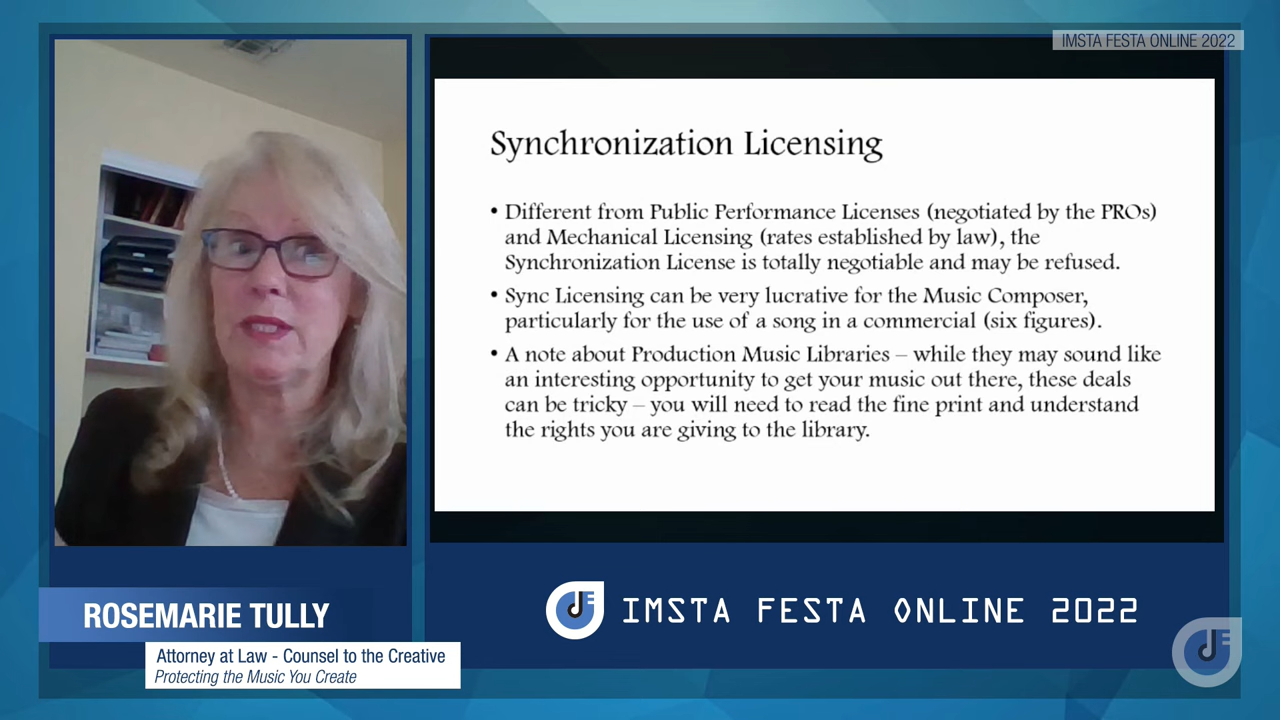 IMSTA FESTA ONLINE 2022
Synchronization Licensing
• Different from Public Performance Licenses (negotiated by the PROs)
and Mechanical Licensing (rates established by law), the
Synchronization License is totally negotiable and may be refused.
• Sync Licensing can be very lucrative for the Music Composer,
particularly for the use of a song in a commercial (six figures).
• A note about Production Music Libraries – while they may sound like
an interesting opportunity to get your music out there, these deals
can be tricky – you will need to read the fine print and understand
the rights you are giving to the library.
ROSEMARIE TULLY
Attorney at Law - Counsel to the Creative
Protecting the Music You Create
IMSTA FESTA ONLINE 2022